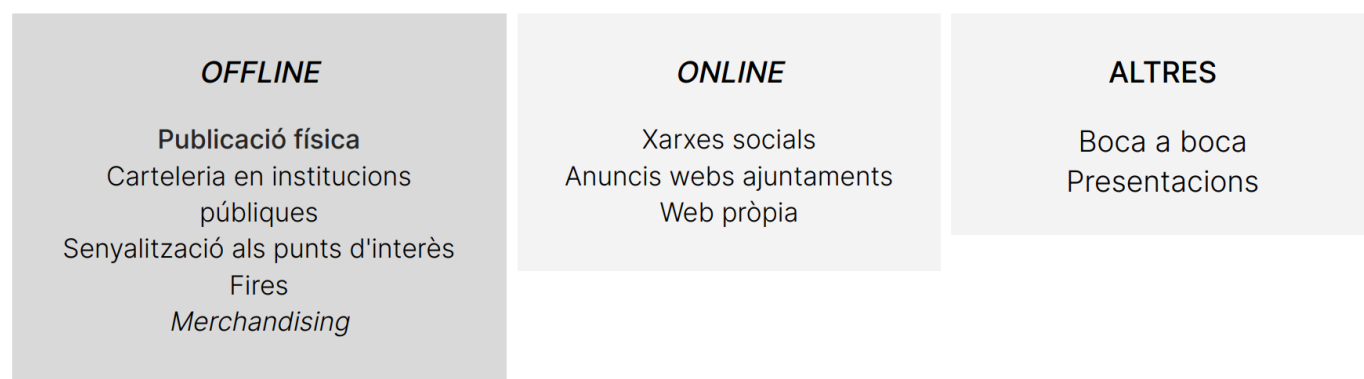 OFFLINE
Publicació física
Carteleria en institucions
públiques
Senyalització als punts d'interès
Fires
Merchandising
ONLINE
Xarxes socials
Anuncis webs ajuntaments
Web pròpia
ALTRES
Boca a boca
Presentacions